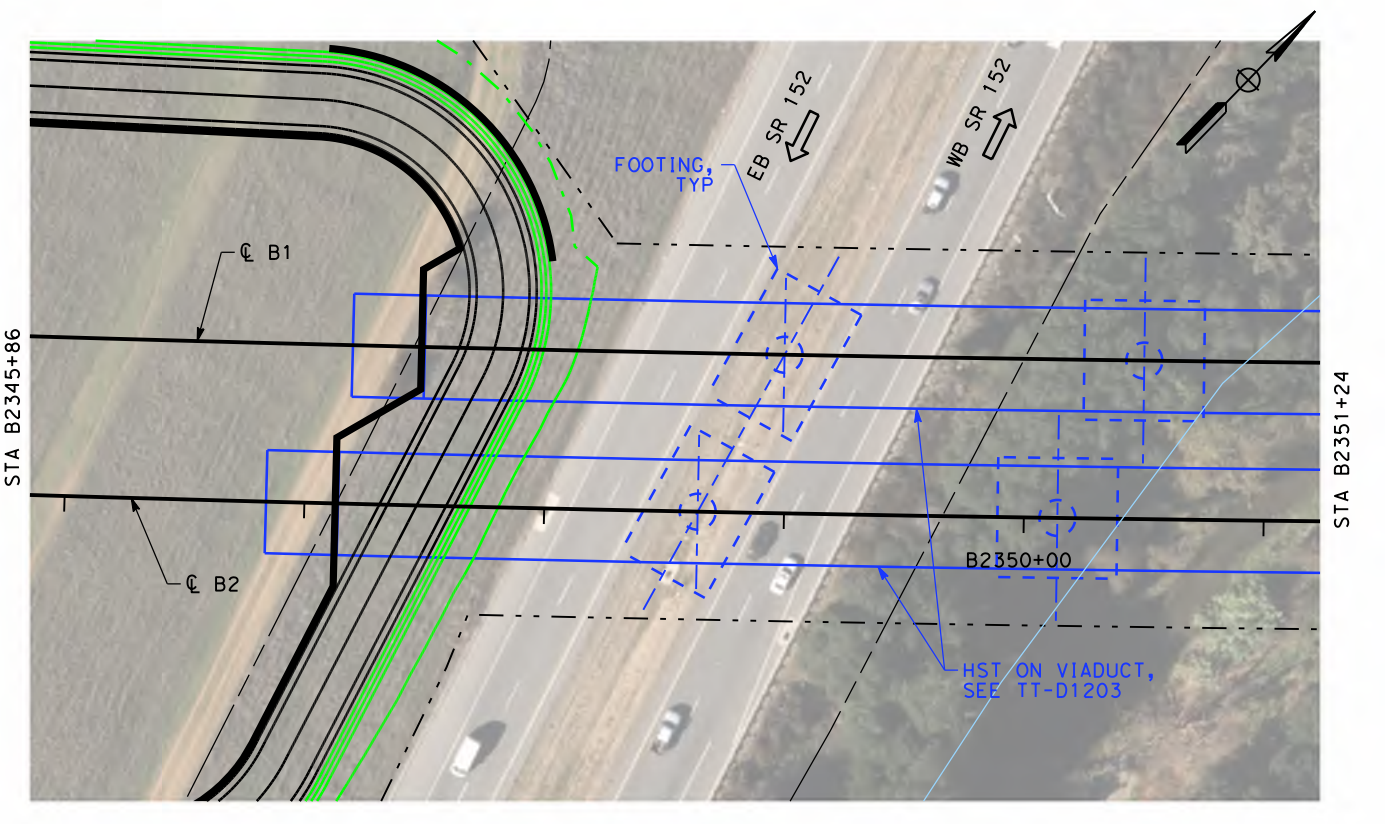 EB SR 152
WB SR 152
FOOTING,
TYP
℄ B1
STA B2345+86
STA B2351+24
B2350+00
℄ B2
HST ON VIADUCT,
SEE TT-D1203